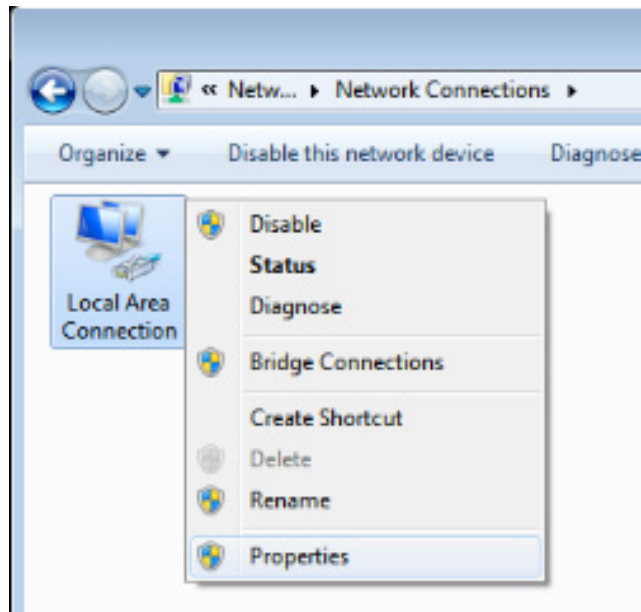 « Netw... ▸ Network Connections ▸
Organize ▾ Disable this network device Diagnose
Local Area
Connection
Disable
Status
Diagnose
Bridge Connections
Create Shortcut
Delete
Rename
Properties